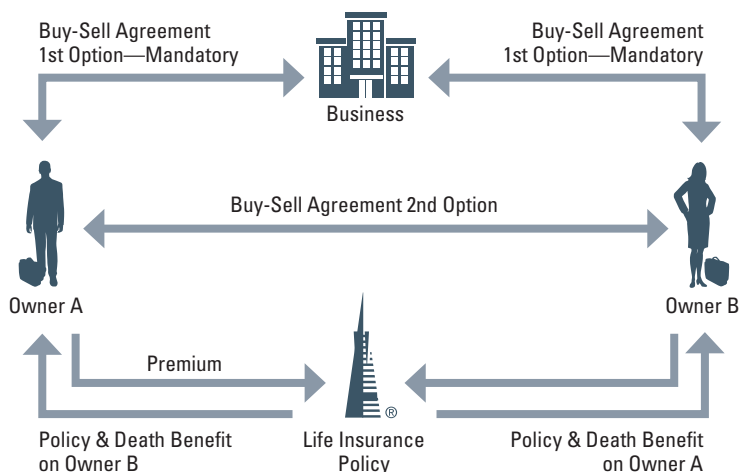 Buy-Sell Agreement
1st Option—Mandatory
Buy-Sell Agreement
1st Option—Mandatory
Business
Buy-Sell Agreement 2nd Option
Owner A
Owner B
Premium
®
Policy & Death Benefit
on Owner B
Life Insurance
Policy
Policy & Death Benefit
on Owner A